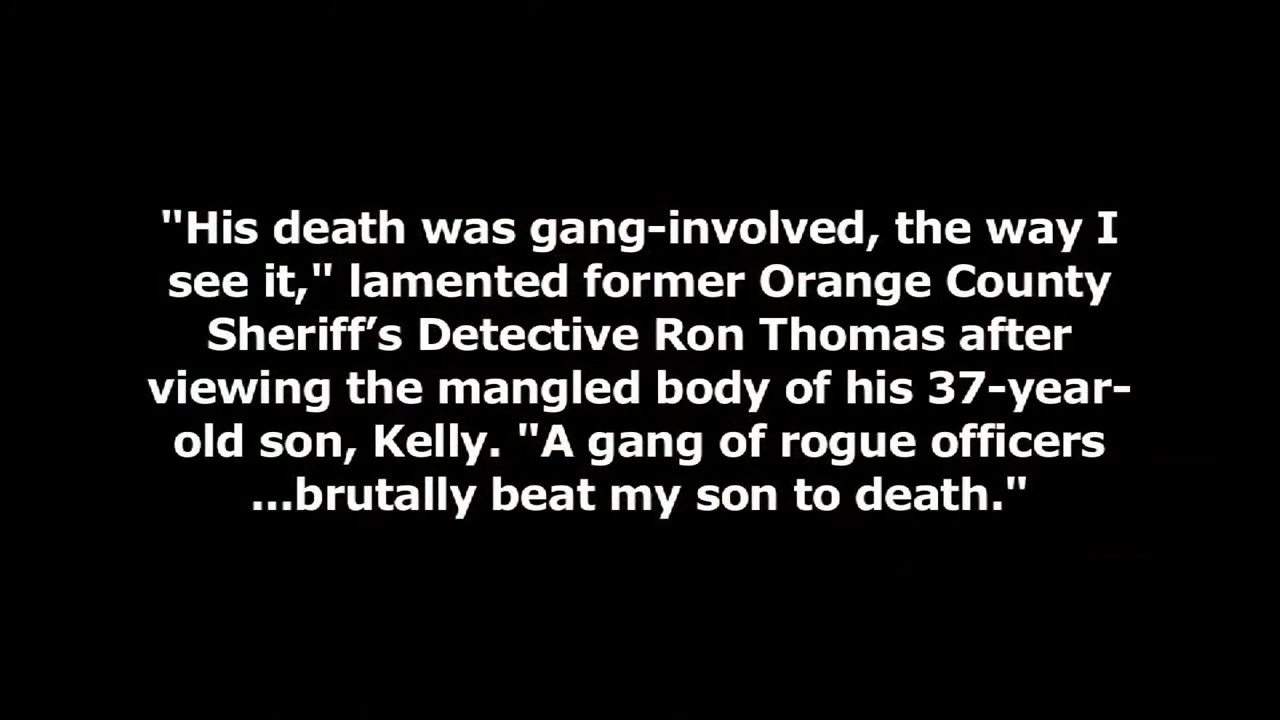 "His death was gang-involved, the way I
see it," lamented former Orange County
Sheriff’s Detective Ron Thomas after
viewing the mangled body of his 37-year-
old son, Kelly. "A gang of rogue officers
...brutally beat my son to death."